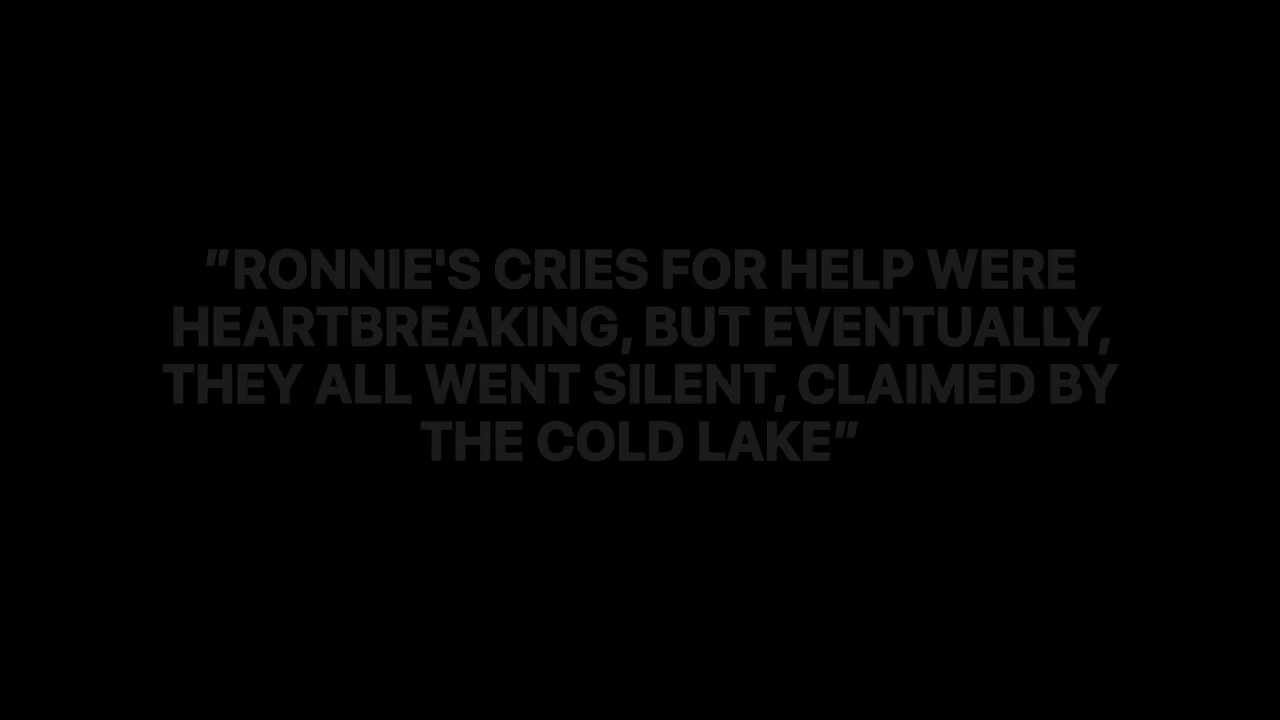 "RONNIE'S CRIES FOR HELP WERE
HEARTBREAKING, BUT EVENTUALLY,
THEY ALL WENT SILENT, CLAIMED BY
THE COLD LAKE"